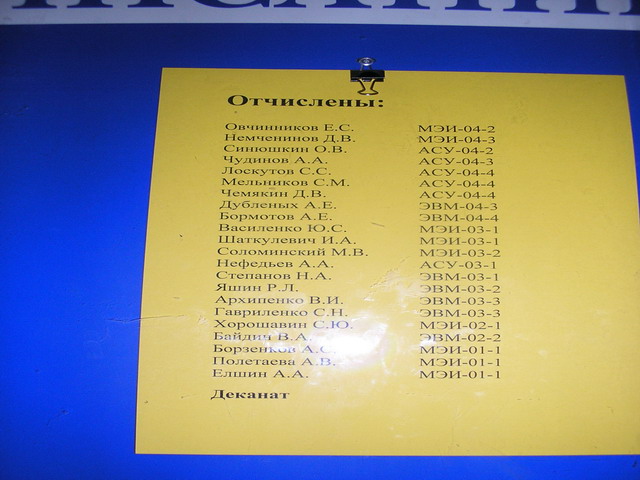 Отчислены:
Овчинников Е.С. МЭИ-04-2
Немченинов Д.В. МЭИ-04-3
Синюшкин О.В. АСУ-04-2
Чудинов А.А. АСУ-04-3
Лоскутов С.С. АСУ-04-4
Мельников С.М. АСУ-04-4
Чемякин Д.В. АСУ-04-4
Дубленых А.Е. ЭВМ-04-3
Бормотов А.Е. ЭВМ-04-4
Василенко Ю.С. МЭИ-03-1
Шаткулевич И.А. МЭИ-03-1
Соломинский М.В. МЭИ-03-2
Нефедьев А.А. АСУ-03-1
Степанов Н.А. ЭВМ-03-1
Яшин Р.Л. ЭВМ-03-2
Архипенко В.И. ЭВМ-03-3
Гавриленко С.Н. ЭВМ-03-3
Хорошавин С.Ю. МЭИ-02-1
Байдич В.А. ЭВМ-02-2
Борзенков А.С. МЭИ-01-1
Полетаева А.В. МЭИ-01-1
Елшин А.А. МЭИ-01-1
Деканат